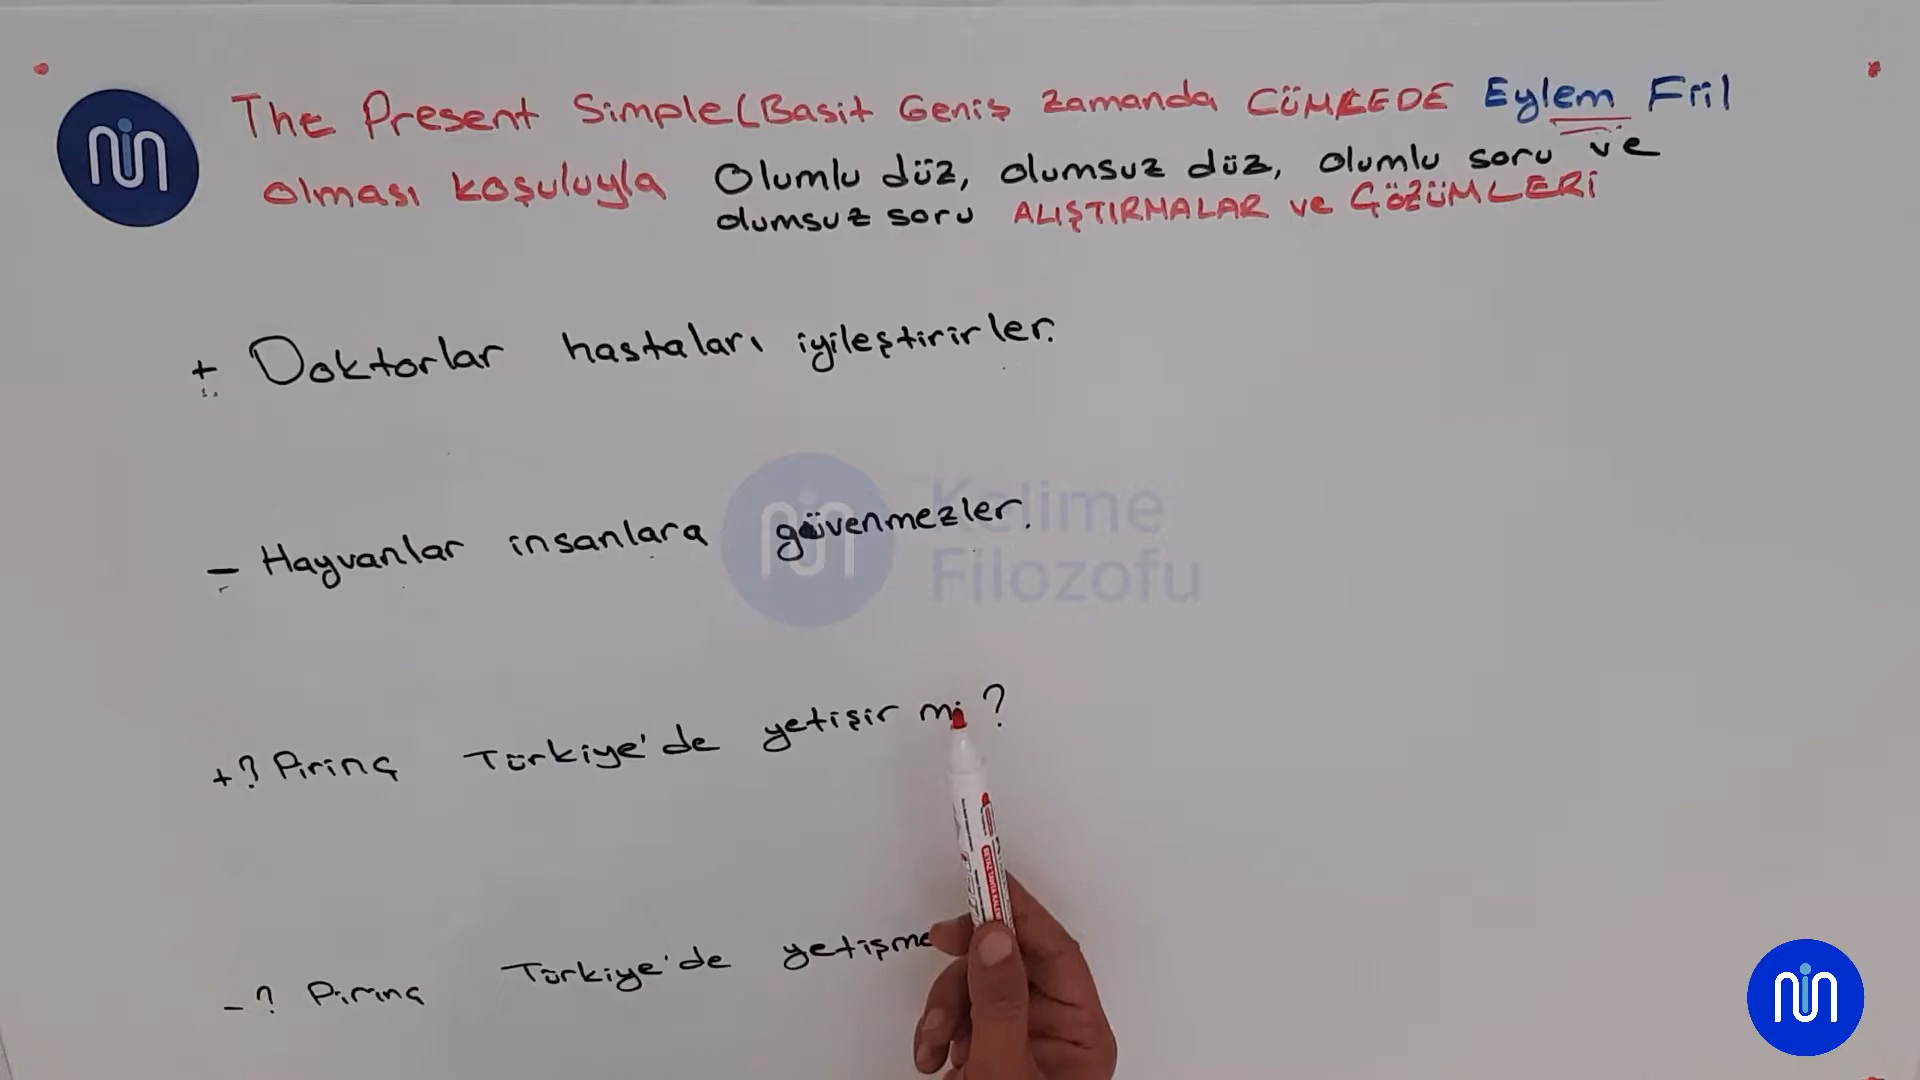 The Present Simple (Basit Geniş zamanda CÜMLEDE Eylem Fiil
olması koşuluyla Olumlu düz, olumsuz düz, olumlu soru ve
olumsuz soru ALIŞTIRMALAR ve ÇÖZÜMLERİ
+ Doktorlar hastaları iyileştirirler.
- Hayvanlar insanlara güvenmezler.
Kelime
Filozofu
+? Pirinç Türkiye'de yetişir mi?
-? Pirinç Türkiye'de yetişme